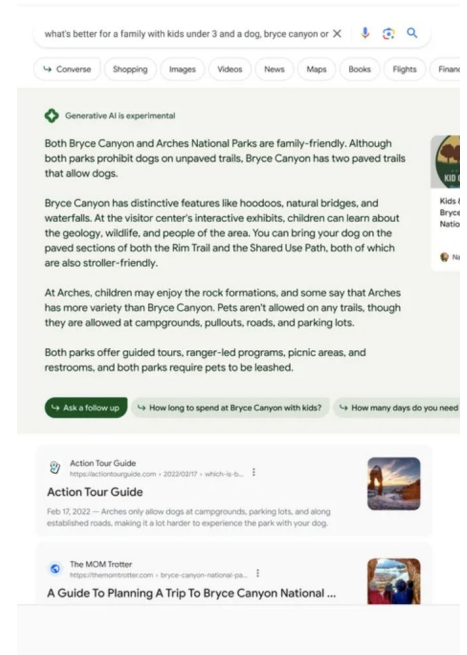 what's better for a family with kids under 3 and a dog, bryce canyon or
Converse
Shopping
Images
Videos
News
Maps
Books
Flights
Financ
Generative AI is experimental
Both Bryce Canyon and Arches National Parks are family-friendly. Although
both parks prohibit dogs on unpaved trails, Bryce Canyon has two paved trails
that allow dogs.
Bryce Canyon has distinctive features like hoodoos, natural bridges, and
waterfalls. At the visitor center's interactive exhibits, children can learn about
the geology, wildlife, and people of the area. You can bring your dog on the
paved sections of both the Rim Trail and the Shared Use Path, both of which
are also stroller-friendly.
At Arches, children may enjoy the rock formations, and some say that Arches
has more variety than Bryce Canyon. Pets aren't allowed on any trails, though
they are allowed at campgrounds, pullouts, roads, and parking lots.
Both parks offer guided tours, ranger-led programs, picnic areas, and
restrooms, and both parks require pets to be leashed.
KID
Kids &
Bryce
Natio
Ne
Ask a follow up
How long to spend at Bryce Canyon with kids?
How many days do you need
Action Tour Guide
https://actiontourguide.com › 2022/02/17 › which-is-b...
Action Tour Guide
Feb 17, 2022 — Arches only allow dogs at campgrounds, parking lots, and along
established roads, making it a lot harder to experience the park with your dog.
The MOM Trotter
https://themomtrotter.com › bryce-canyon-national-pa...
A Guide To Planning A Trip To Bryce Canyon National ...